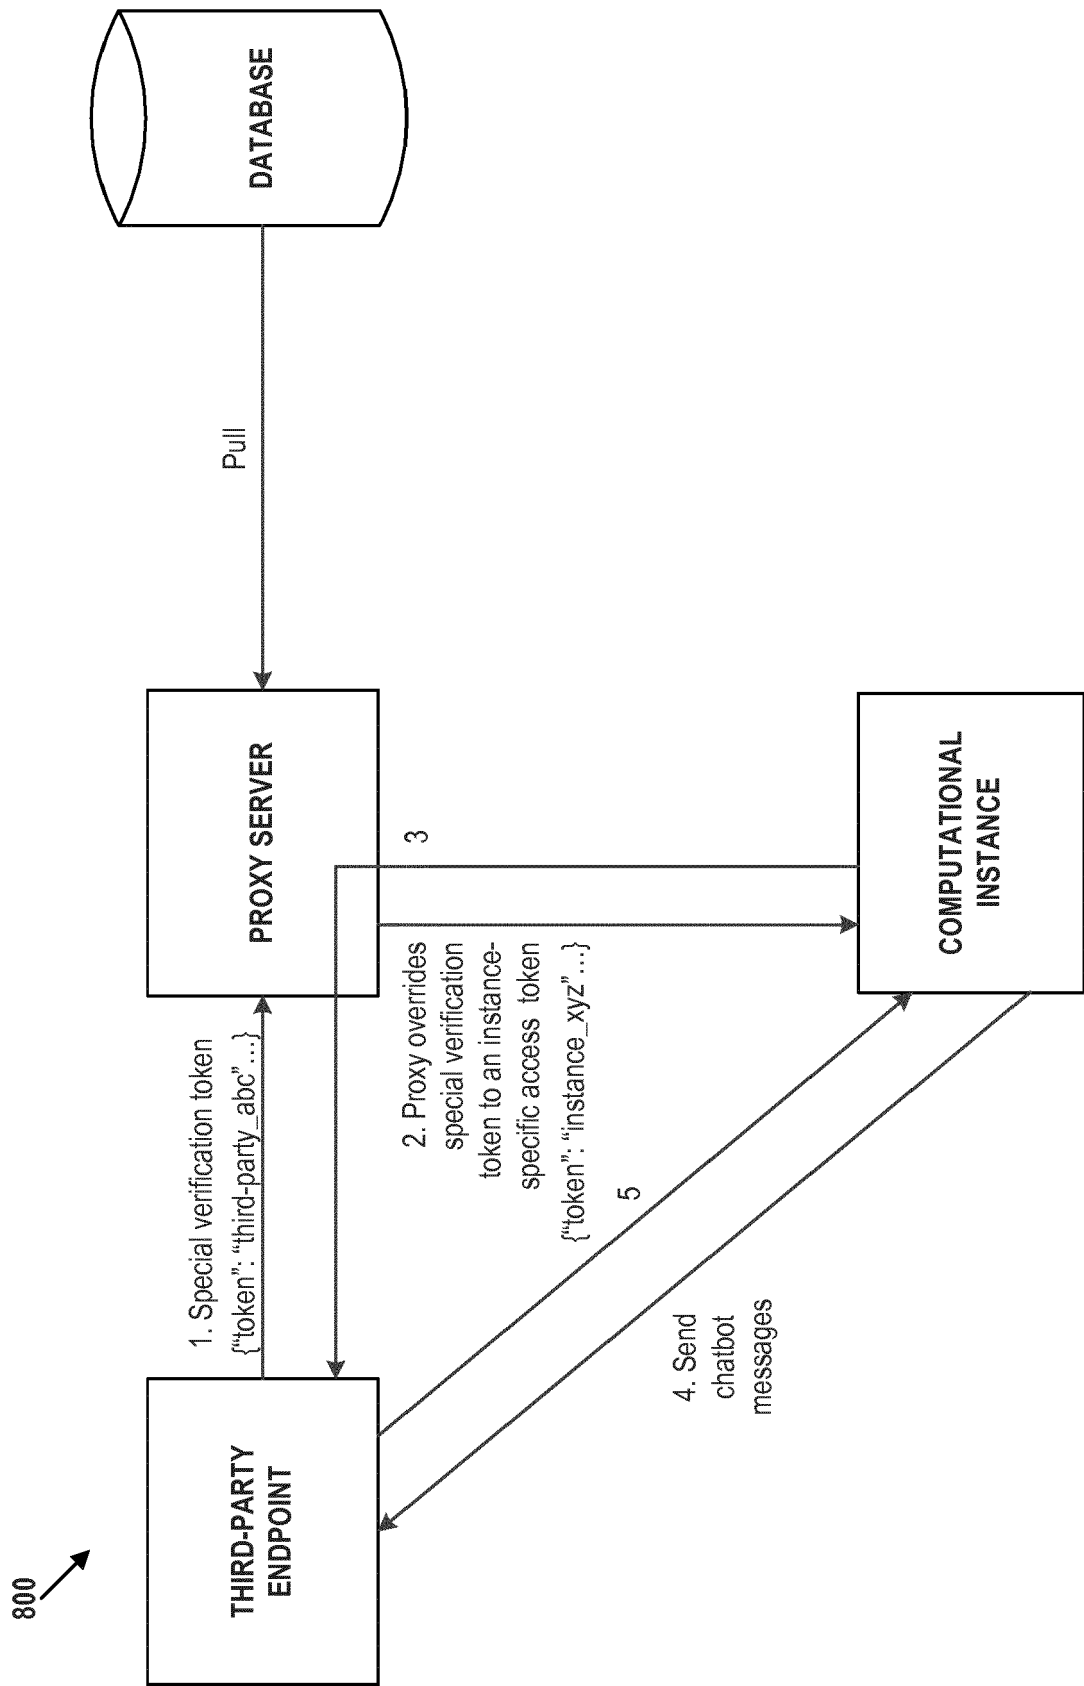 800
THIRD-PARTY
ENDPOINT
1. Special verification token
{“token”: “third-party_abc”...}
PROXY SERVER
Pull
DATABASE
2. Proxy overrides
special verification
token to an instance-
specific access token
{“token”: “instance_xyz”...}
3
4. Send
chatbot
messages
5
COMPUTATIONAL
INSTANCE